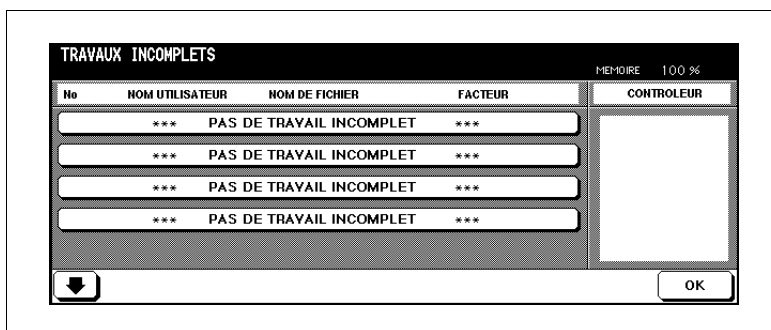 TRAVAUX INCOMPLETS
MEMOIRE 100 %
No NOM UTILISATEUR NOM DE FICHIER FACTEUR CONTROLEUR
*** PAS DE TRAVAIL INCOMPLET ***
*** PAS DE TRAVAIL INCOMPLET ***
*** PAS DE TRAVAIL INCOMPLET ***
*** PAS DE TRAVAIL INCOMPLET ***
OK